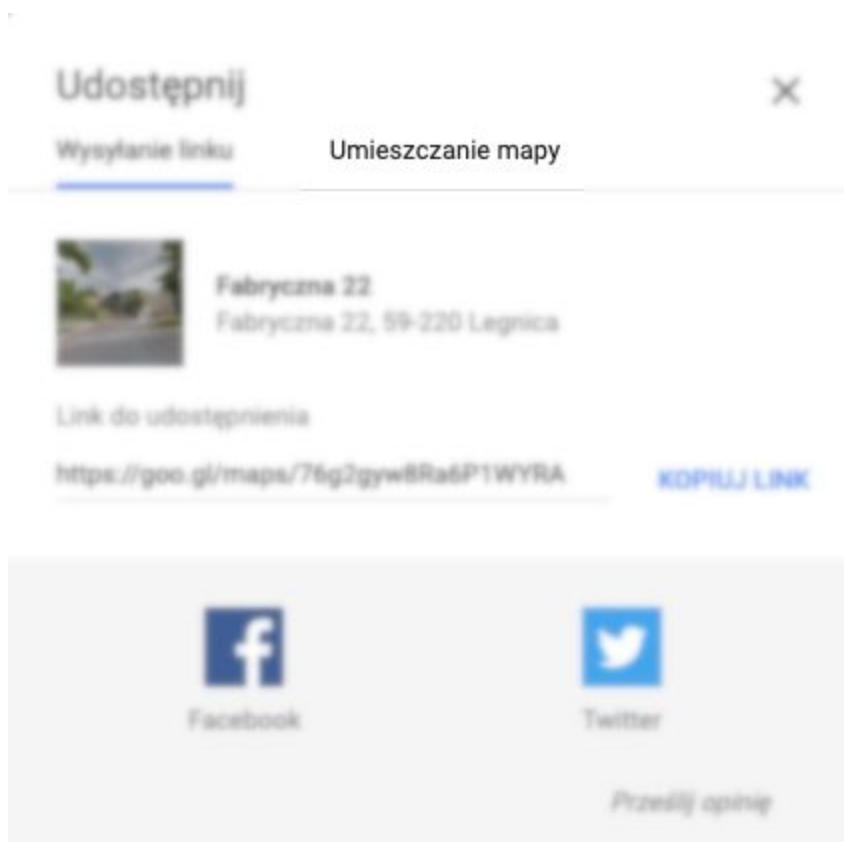 Udostępnij
Wysyłanie linku
Umieszczanie mapy
Fabryczna 22
Fabryczna 22, 59-220 Legnica
Link do udostępnienia
https://goo.gl/maps/76g2gyw8Ra6P1WYRA
KOPIUJ LINK
Facebook
Twitter
Prześlij opinię